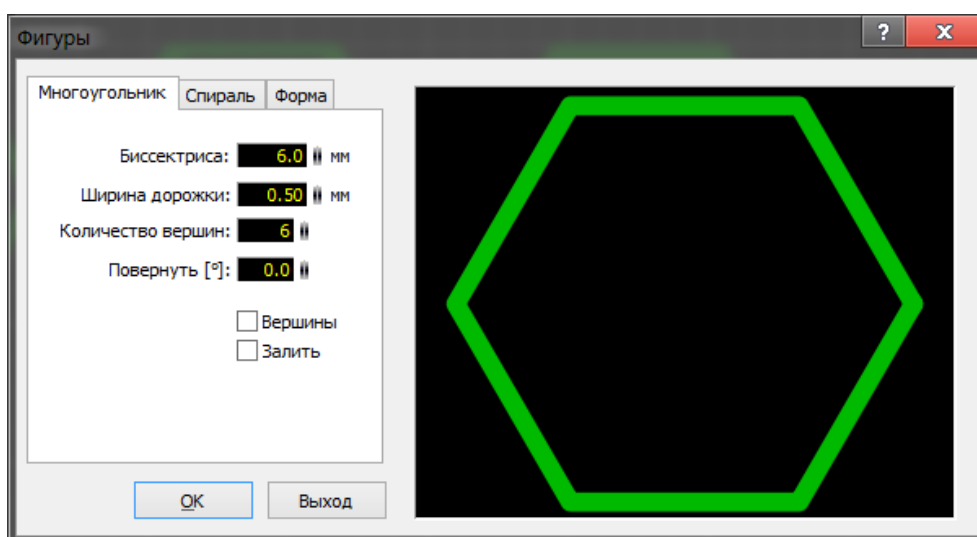 Фигуры ? x
Многоугольник Спираль Форма
Биссектриса: 6.0 мм
Ширина дорожки: 0.50 мм
Количество вершин: 6
Повернуть [°]: 0.0
Вершины
Залить
OK Выход